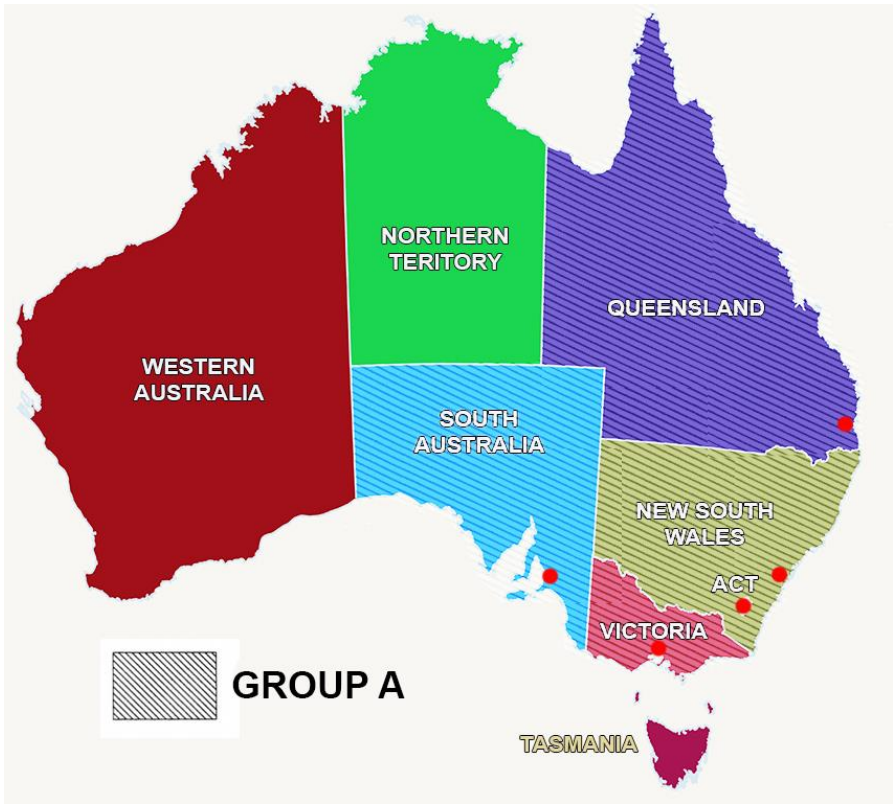 NORTHERN
TERITORY
QUEENSLAND
WESTERN
AUSTRALIA
SOUTH
AUSTRALIA
NEW SOUTH
WALES
ACT
VICTORIA
GROUP A
TASMANIA